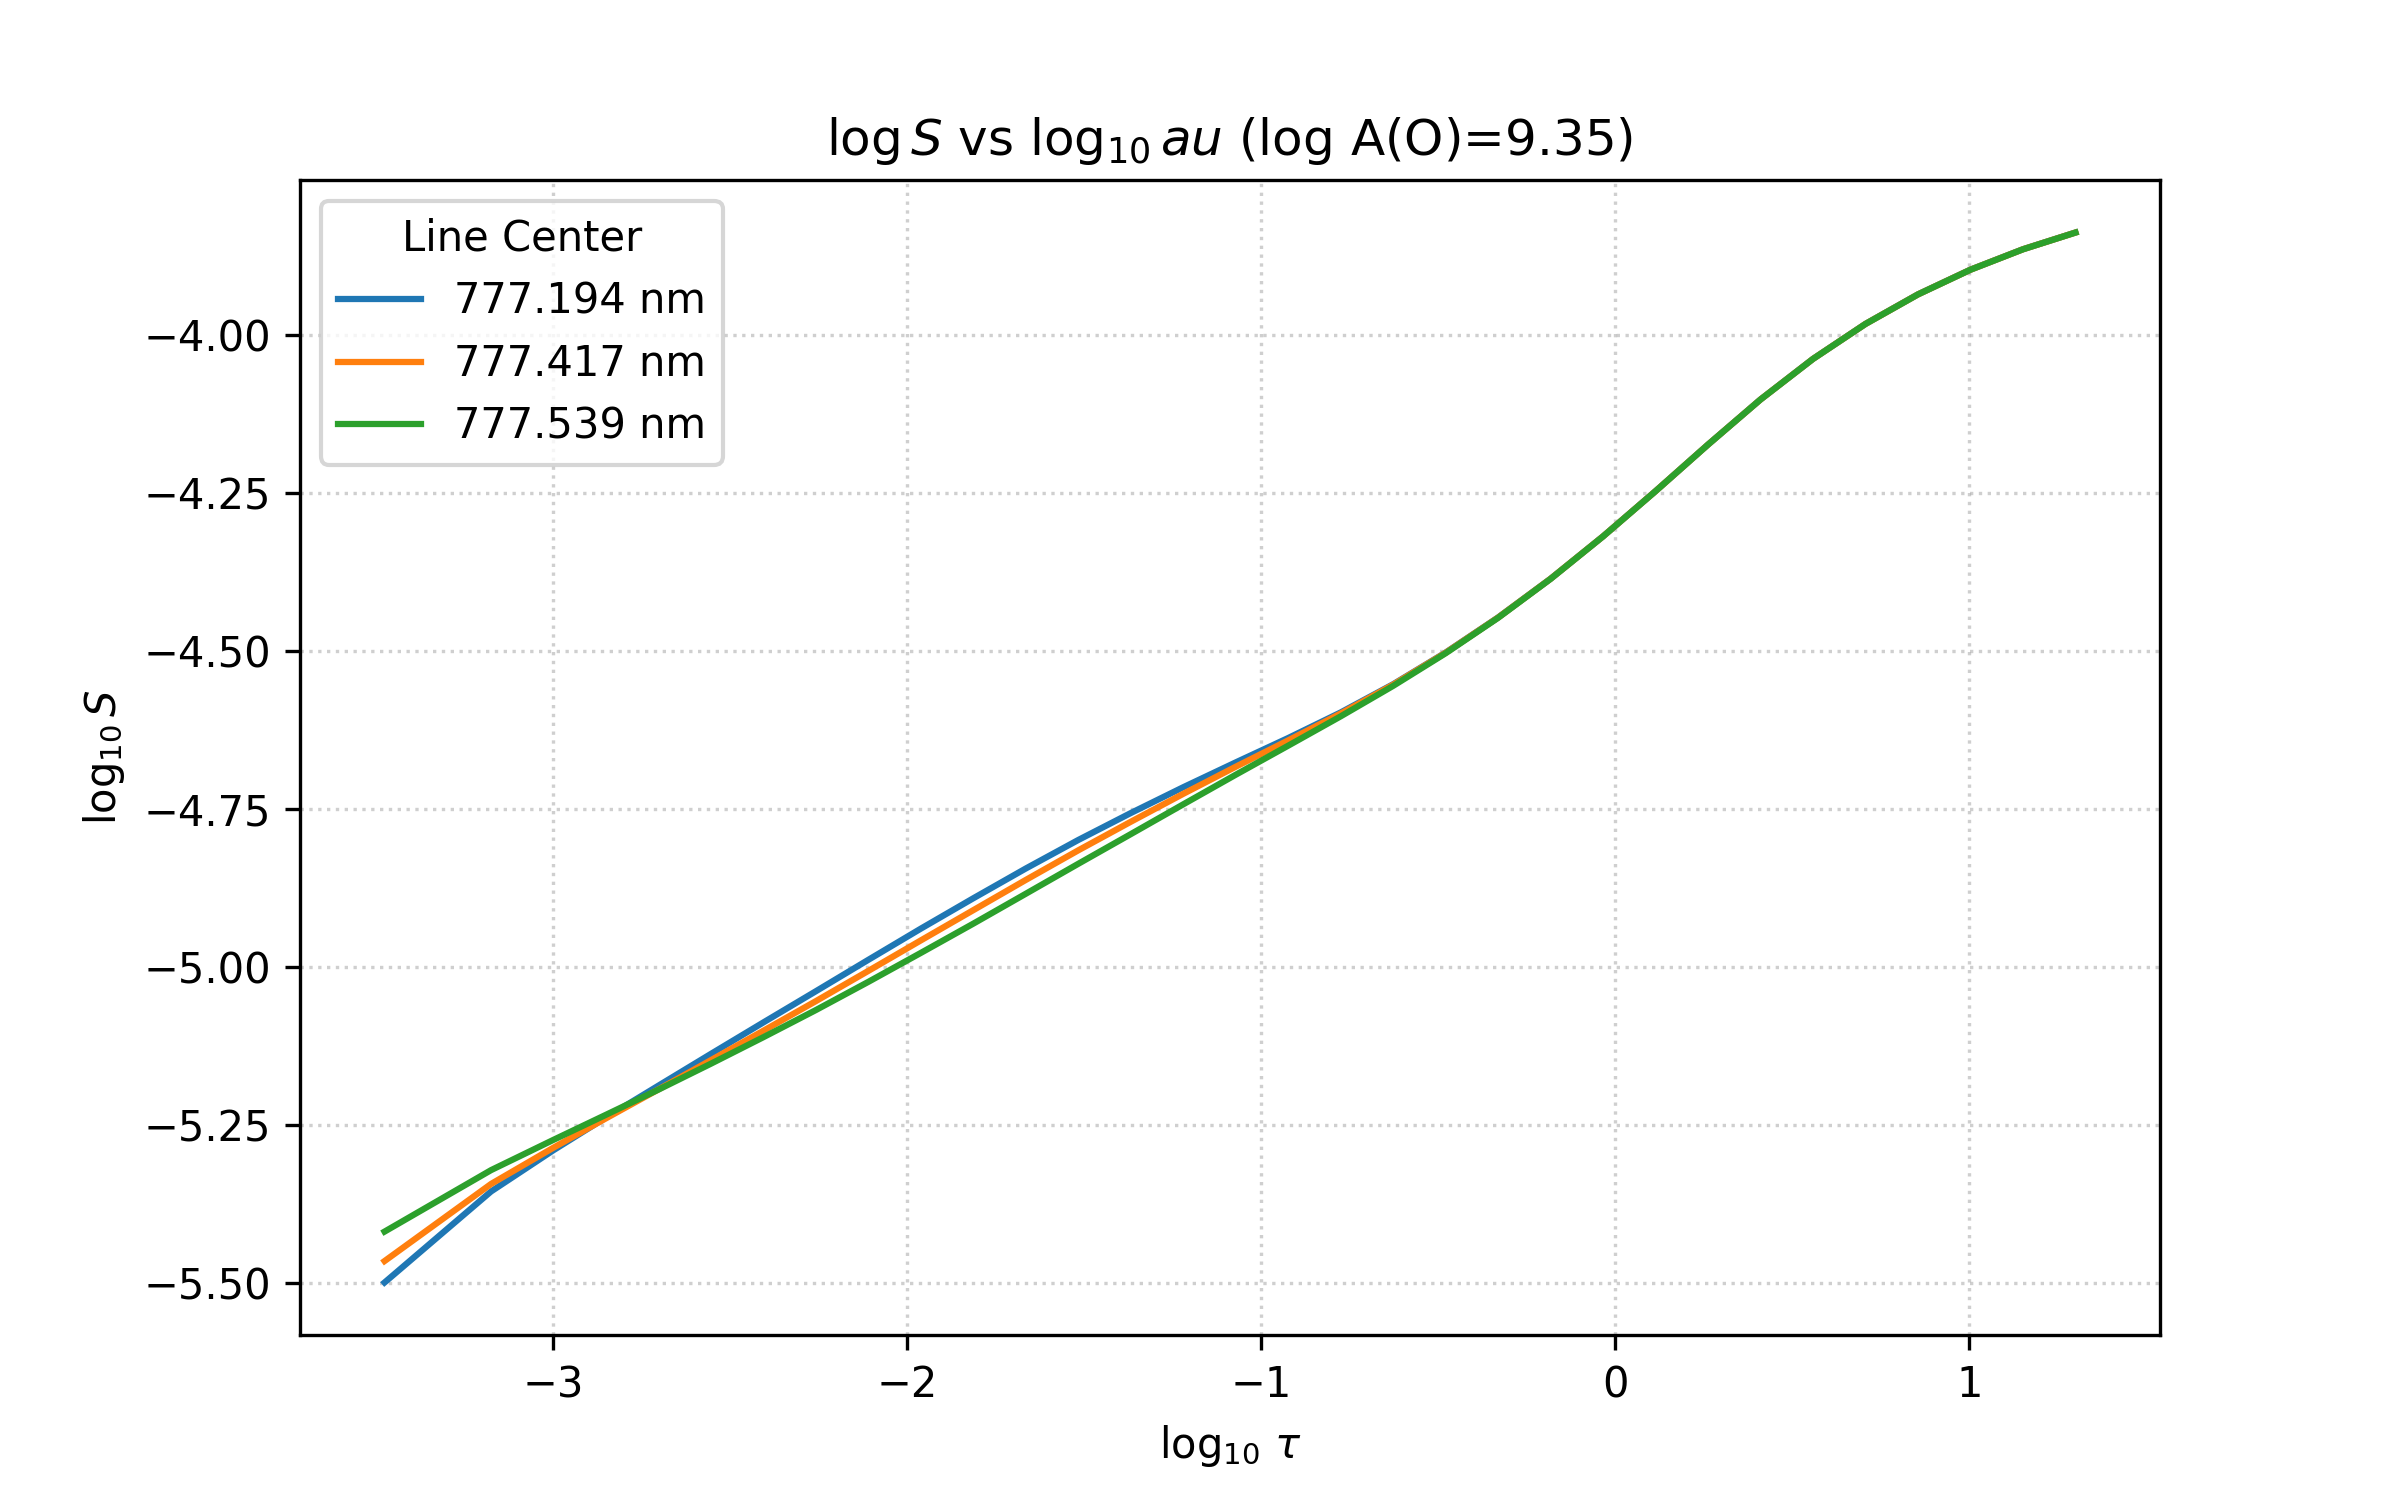 log S vs log₁₀ au (log A(O)=9.35)
Line Center
777.194 nm
777.417 nm
777.539 nm
log₁₀ S
−4.00
−4.25
−4.50
−4.75
−5.00
−5.25
−5.50
−3 −2 −1 0 1
log₁₀ τ